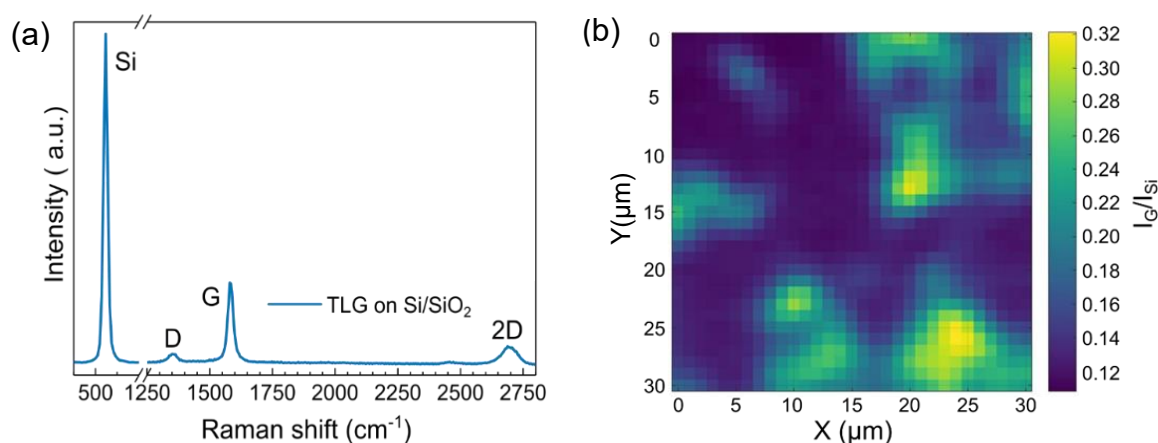 (a)
Intensity ( a.u.)
Si
D
G
2D
TLG on Si/SiO₂
500 1250 1500 1750 2000 2250 2500 2750
Raman shift (cm⁻¹)
(b)
Y(µm)
0
5
10
15
20
25
30
0 5 10 15 20 25 30
X (µm)
0.32
0.30
0.28
0.26
0.24
0.22
0.20
0.18
0.16
0.14
0.12
I_G/I_Si